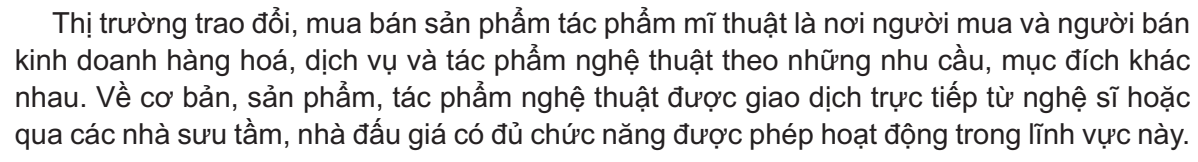 Thị trường trao đổi, mua bán sản phẩm tác phẩm mĩ thuật là nơi người mua và người bán
kinh doanh hàng hoá, dịch vụ và tác phẩm nghệ thuật theo những nhu cầu, mục đích khác
nhau. Về cơ bản, sản phẩm, tác phẩm nghệ thuật được giao dịch trực tiếp từ nghệ sĩ hoặc
qua các nhà sưu tầm, nhà đấu giá có đủ chức năng được phép hoạt động trong lĩnh vực này.